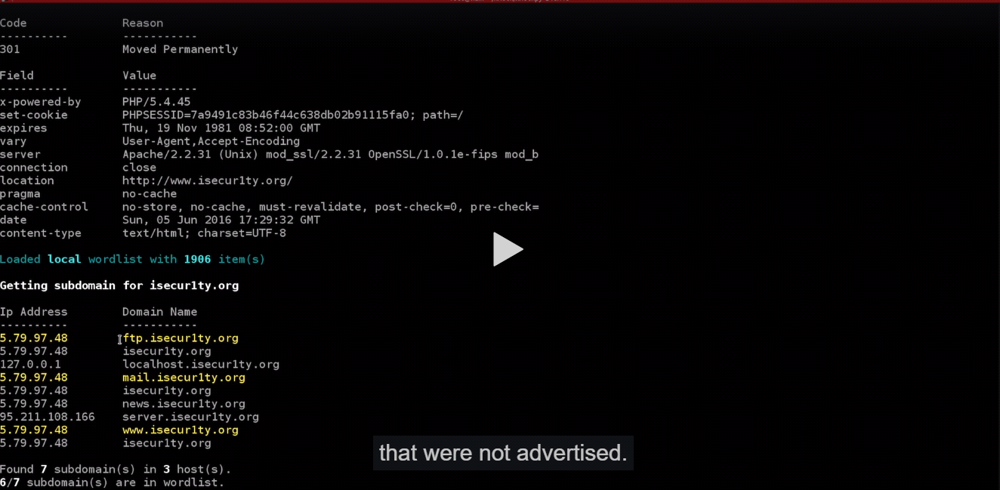 Code Reason
---------- -----------
301 Moved Permanently
Field Value
---------- -----------
x-powered-by PHP/5.4.45
set-cookie PHPSESSID=7a9491c83b46f44c638db02b91115fa0; path=/
expires Thu, 19 Nov 1981 08:52:00 GMT
vary User-Agent,Accept-Encoding
server Apache/2.2.31 (Unix) mod_ssl/2.2.31 OpenSSL/1.0.1e-fips mod_b
connection close
location http://www.isecur1ty.org/
pragma no-cache
cache-control no-store, no-cache, must-revalidate, post-check=0, pre-check=
date Sun, 05 Jun 2016 17:29:32 GMT
content-type text/html; charset=UTF-8
Loaded local wordlist with 1906 item(s)
Getting subdomain for isecur1ty.org
Ip Address Domain Name
---------- -----------
5.79.97.48 ftp.isecur1ty.org
5.79.97.48 isecur1ty.org
127.0.0.1 localhost.isecur1ty.org
5.79.97.48 mail.isecur1ty.org
5.79.97.48 isecur1ty.org
5.79.97.48 news.isecur1ty.org
95.211.108.166 server.isecur1ty.org
5.79.97.48 www.isecur1ty.org
5.79.97.48 isecur1ty.org
that were not advertised.
Found 7 subdomain(s) in 3 host(s).
6/7 subdomain(s) are in wordlist.